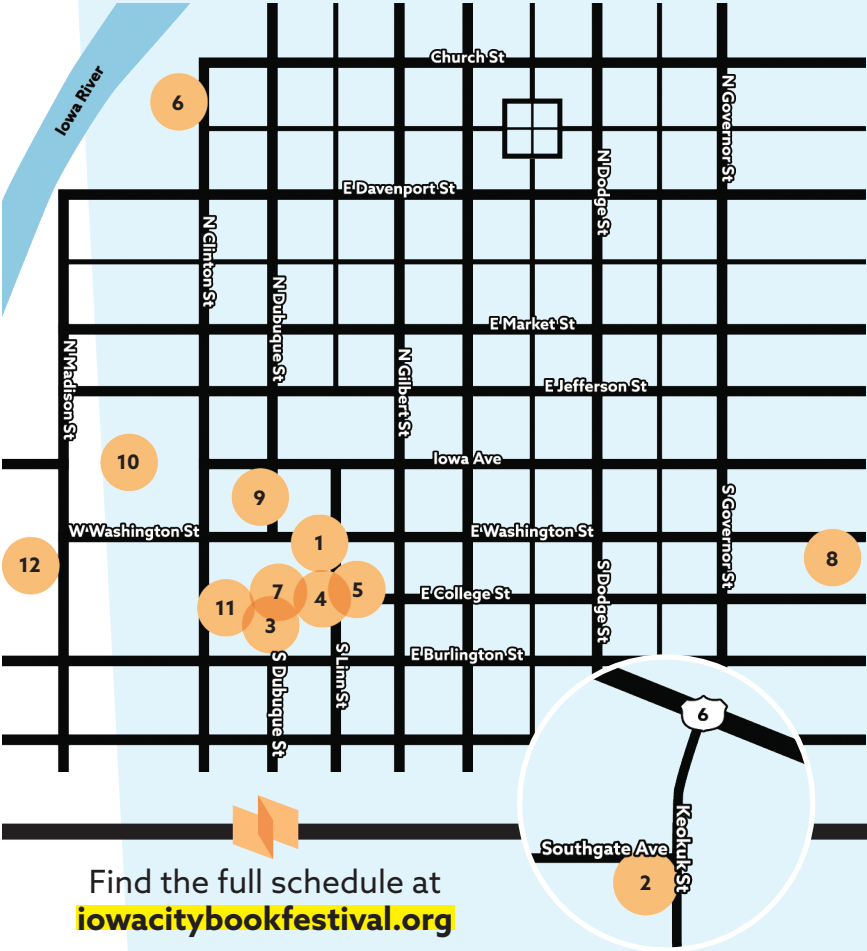 Church St
Iowa River
6
N Governor St
N Dodge St
E Davenport St
N Clinton St
N Dubuque St
E Market St
N Madison St
N Gilbert St
E Jefferson St
10
Iowa Ave
9
S Governor St
W Washington St
E Washington St
1
12
8
7
5
4
11
3
E College St
S Dodge St
S Linn St
E Burlington St
S Dubuque St
6
Keokuk St
Southgate Ave
2
Find the full schedule at
iowacitybookfestival.org